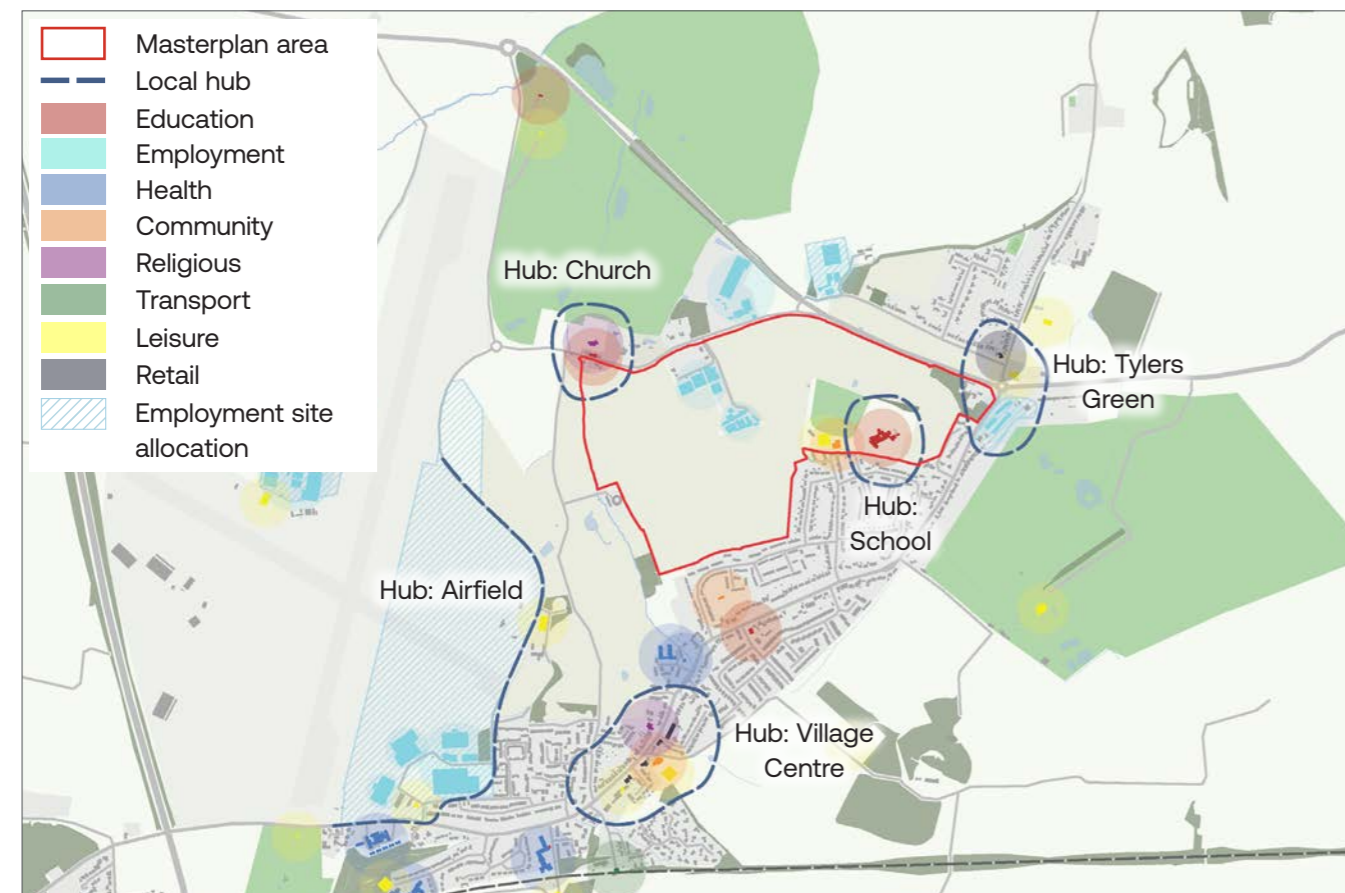 Masterplan area
Local hub
Education
Employment
Health
Community
Religious
Transport
Leisure
Retail
Employment site
allocation
Hub: Church
Hub: Tylers
Green
Hub:
School
Hub: Airfield
Hub: Village
Centre